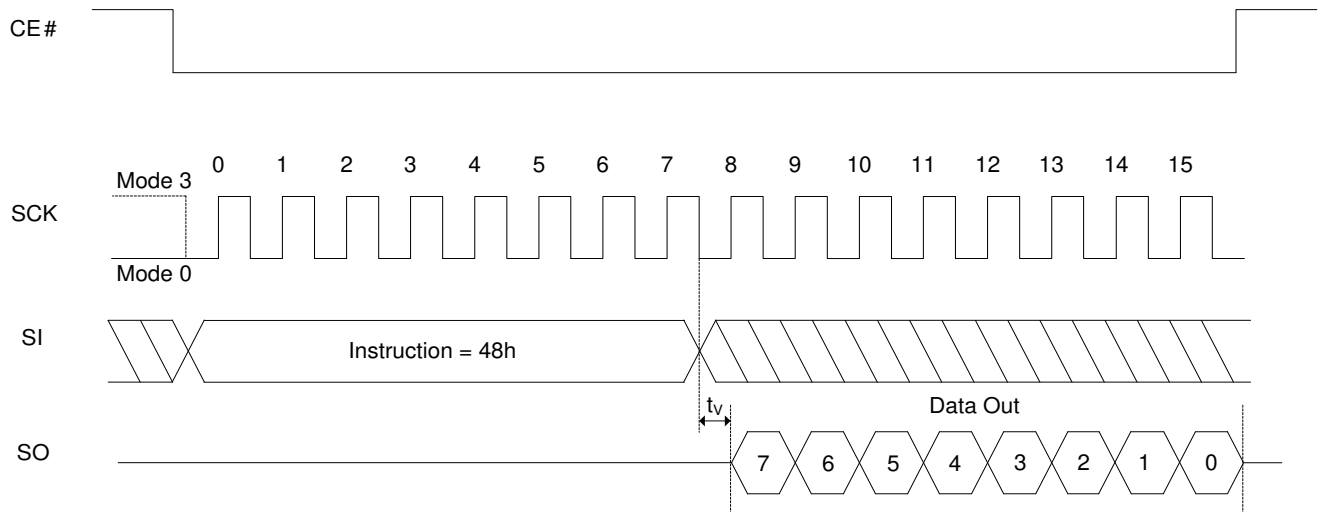 CE#
0 1 2 3 4 5 6 7 8 9 10 11 12 13 14 15
Mode 3
SCK
Mode 0
SI
Instruction = 48h
tV
Data Out
SO
7 6 5 4 3 2 1 0